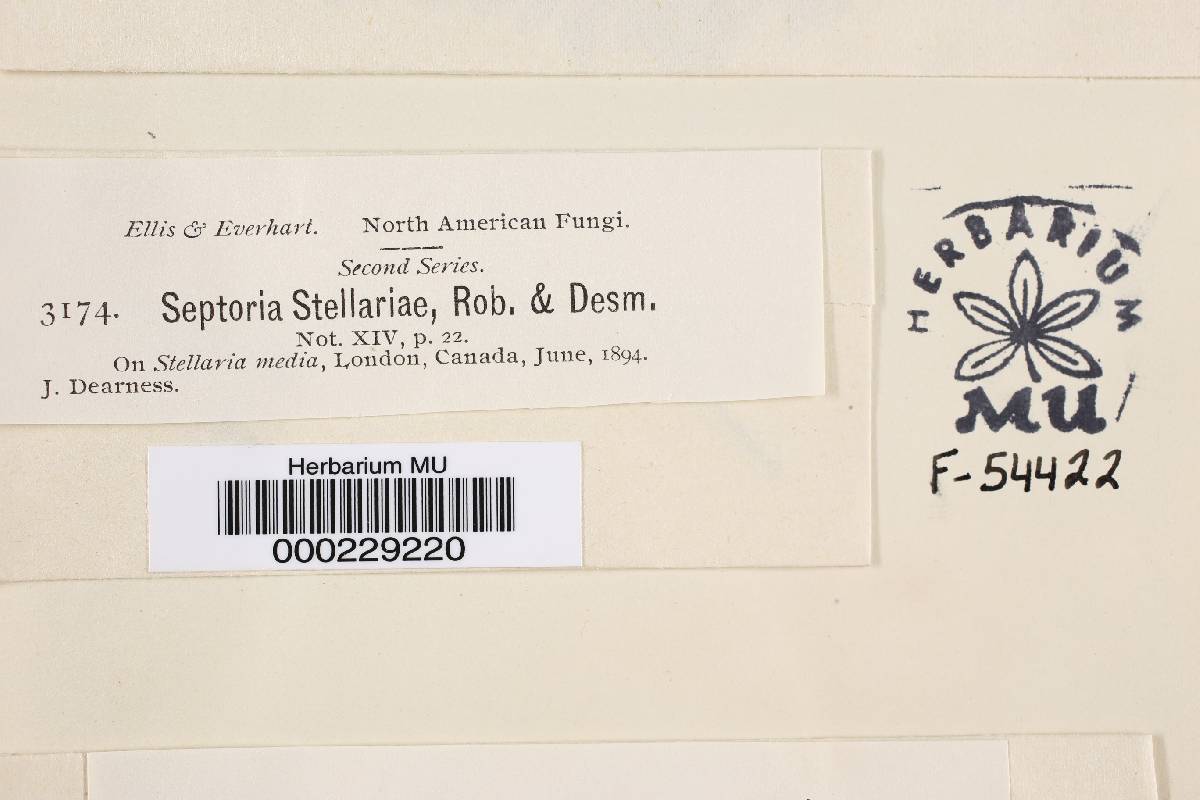 Ellis & Everhart. North American Fungi.
Second Series.
3174. Septoria Stellariae, Rob. & Desm.
Not. XIV, p. 22.
On Stellaria media, London, Canada, June, 1894.
J. Dearness.
Herbarium MU
000229220
HERBARIUM
MU
F-54422